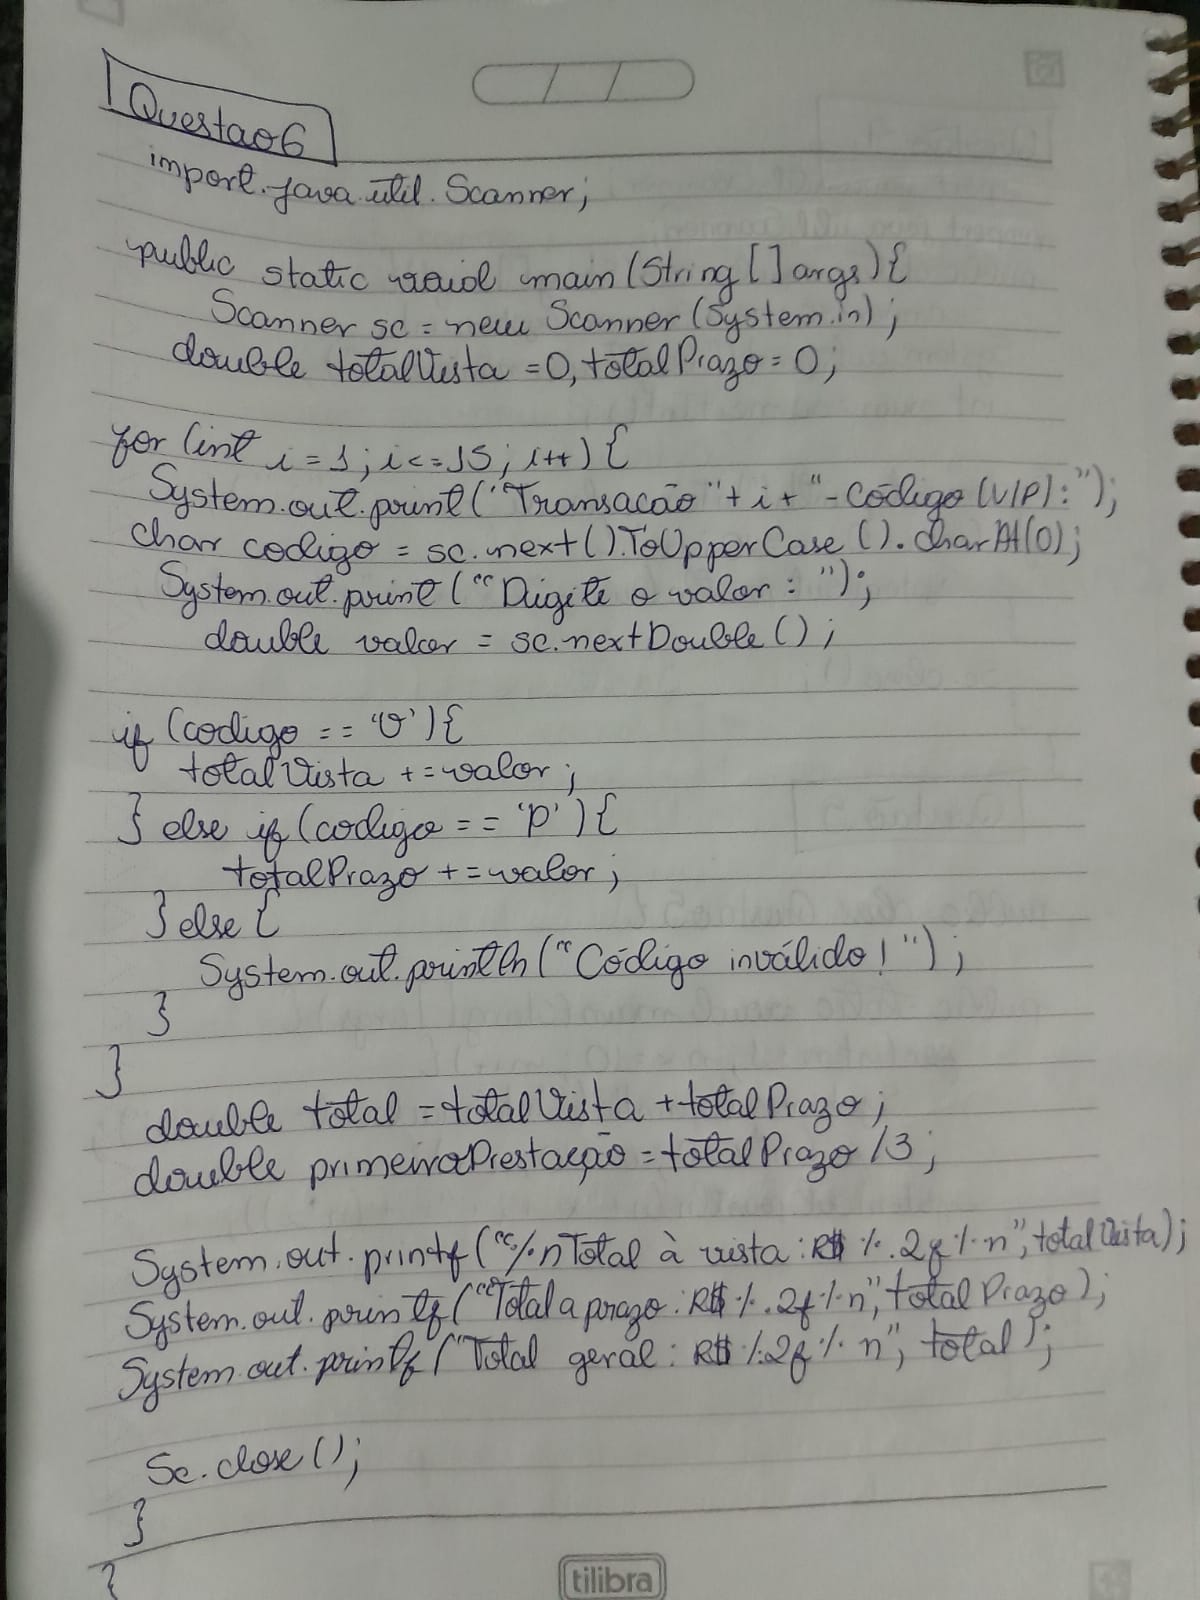 Questao 6
import.java.util.Scanner;
public static void main (String [] args) {
Scanner sc = new Scanner (System.in);
double totalVista = 0, totalPrazo = 0;
for (int i = 1; i <= 15; i++) {
System.out.print ("Transacão" + i + "- Código (V/P) : ");
char codigo = sc.next().ToUpperCase().charAt(0);
System.out.print ("Digite o valor : ");
double valor = sc.nextDouble();
if (codigo == 'V') {
totalVista += valor;
} else if (codigo == 'P') {
totalPrazo += valor;
} else {
System.out.println ("Código inválido! ");
}
}
double total = totalVista + totalPrazo;
double primeiraPrestação = totalPrazo /3;
System.out.printf ("%nTotal à vista : R$ %.2f%n", totalVista);
System.out.printf ("Total a prazo : R$ %.2f%n", totalPrazo);
System.out.printf ("Total geral : R$ %.2f%n", total);
Sc.close();
}
}
tilibra